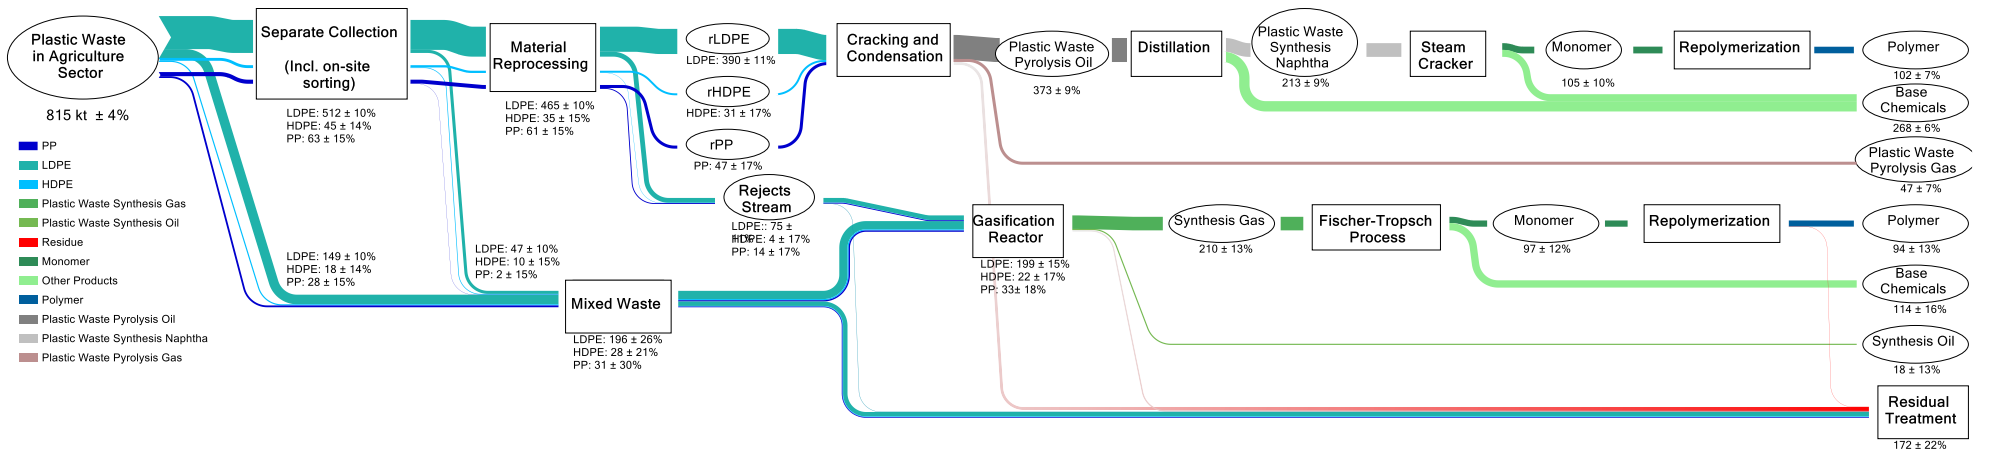 Plastic Waste
in Agriculture
Sector
815 kt ± 4%
Separate Collection
(Incl. on-site
sorting)
LDPE: 512 ± 10%
HDPE: 45 ± 14%
PP: 63 ± 15%
Material
Reprocessing
LDPE: 465 ± 10%
HDPE: 35 ± 15%
PP: 61 ± 15%
rLDPE
LDPE: 390 ± 11%
rHDPE
HDPE: 31 ± 17%
rPP
PP: 47 ± 17%
Cracking and
Condensation
Plastic Waste
Pyrolysis Oil
373 ± 9%
Distillation
Plastic Waste
Synthesis
Naphtha
213 ± 9%
Steam
Cracker
Monomer
105 ± 10%
Repolymerization
Polymer
102 ± 7%
Base
Chemicals
268 ± 6%
Plastic Waste
Pyrolysis Gas
47 ± 7%
PP
LDPE
HDPE
Plastic Waste Synthesis Gas
Plastic Waste Synthesis Oil
Residue
Monomer
Other Products
Polymer
Plastic Waste Pyrolysis Oil
Plastic Waste Synthesis Naphtha
Plastic Waste Pyrolysis Gas
LDPE: 149 ± 10%
HDPE: 18 ± 14%
PP: 28 ± 15%
LDPE: 47 ± 10%
HDPE: 10 ± 15%
PP: 2 ± 15%
Rejects
Stream
LDPE:: 75 ±
HDPE: 4 ± 17%
PP: 14 ± 17%
Mixed Waste
LDPE: 196 ± 26%
HDPE: 28 ± 21%
PP: 31 ± 30%
Gasification
Reactor
LDPE: 199 ± 15%
HDPE: 22 ± 17%
PP: 33± 18%
Synthesis Gas
210 ± 13%
Fischer-Tropsch
Process
Monomer
97 ± 12%
Repolymerization
Polymer
94 ± 13%
Base
Chemicals
114 ± 16%
Synthesis Oil
18 ± 13%
Residual
Treatment
172 ± 22%